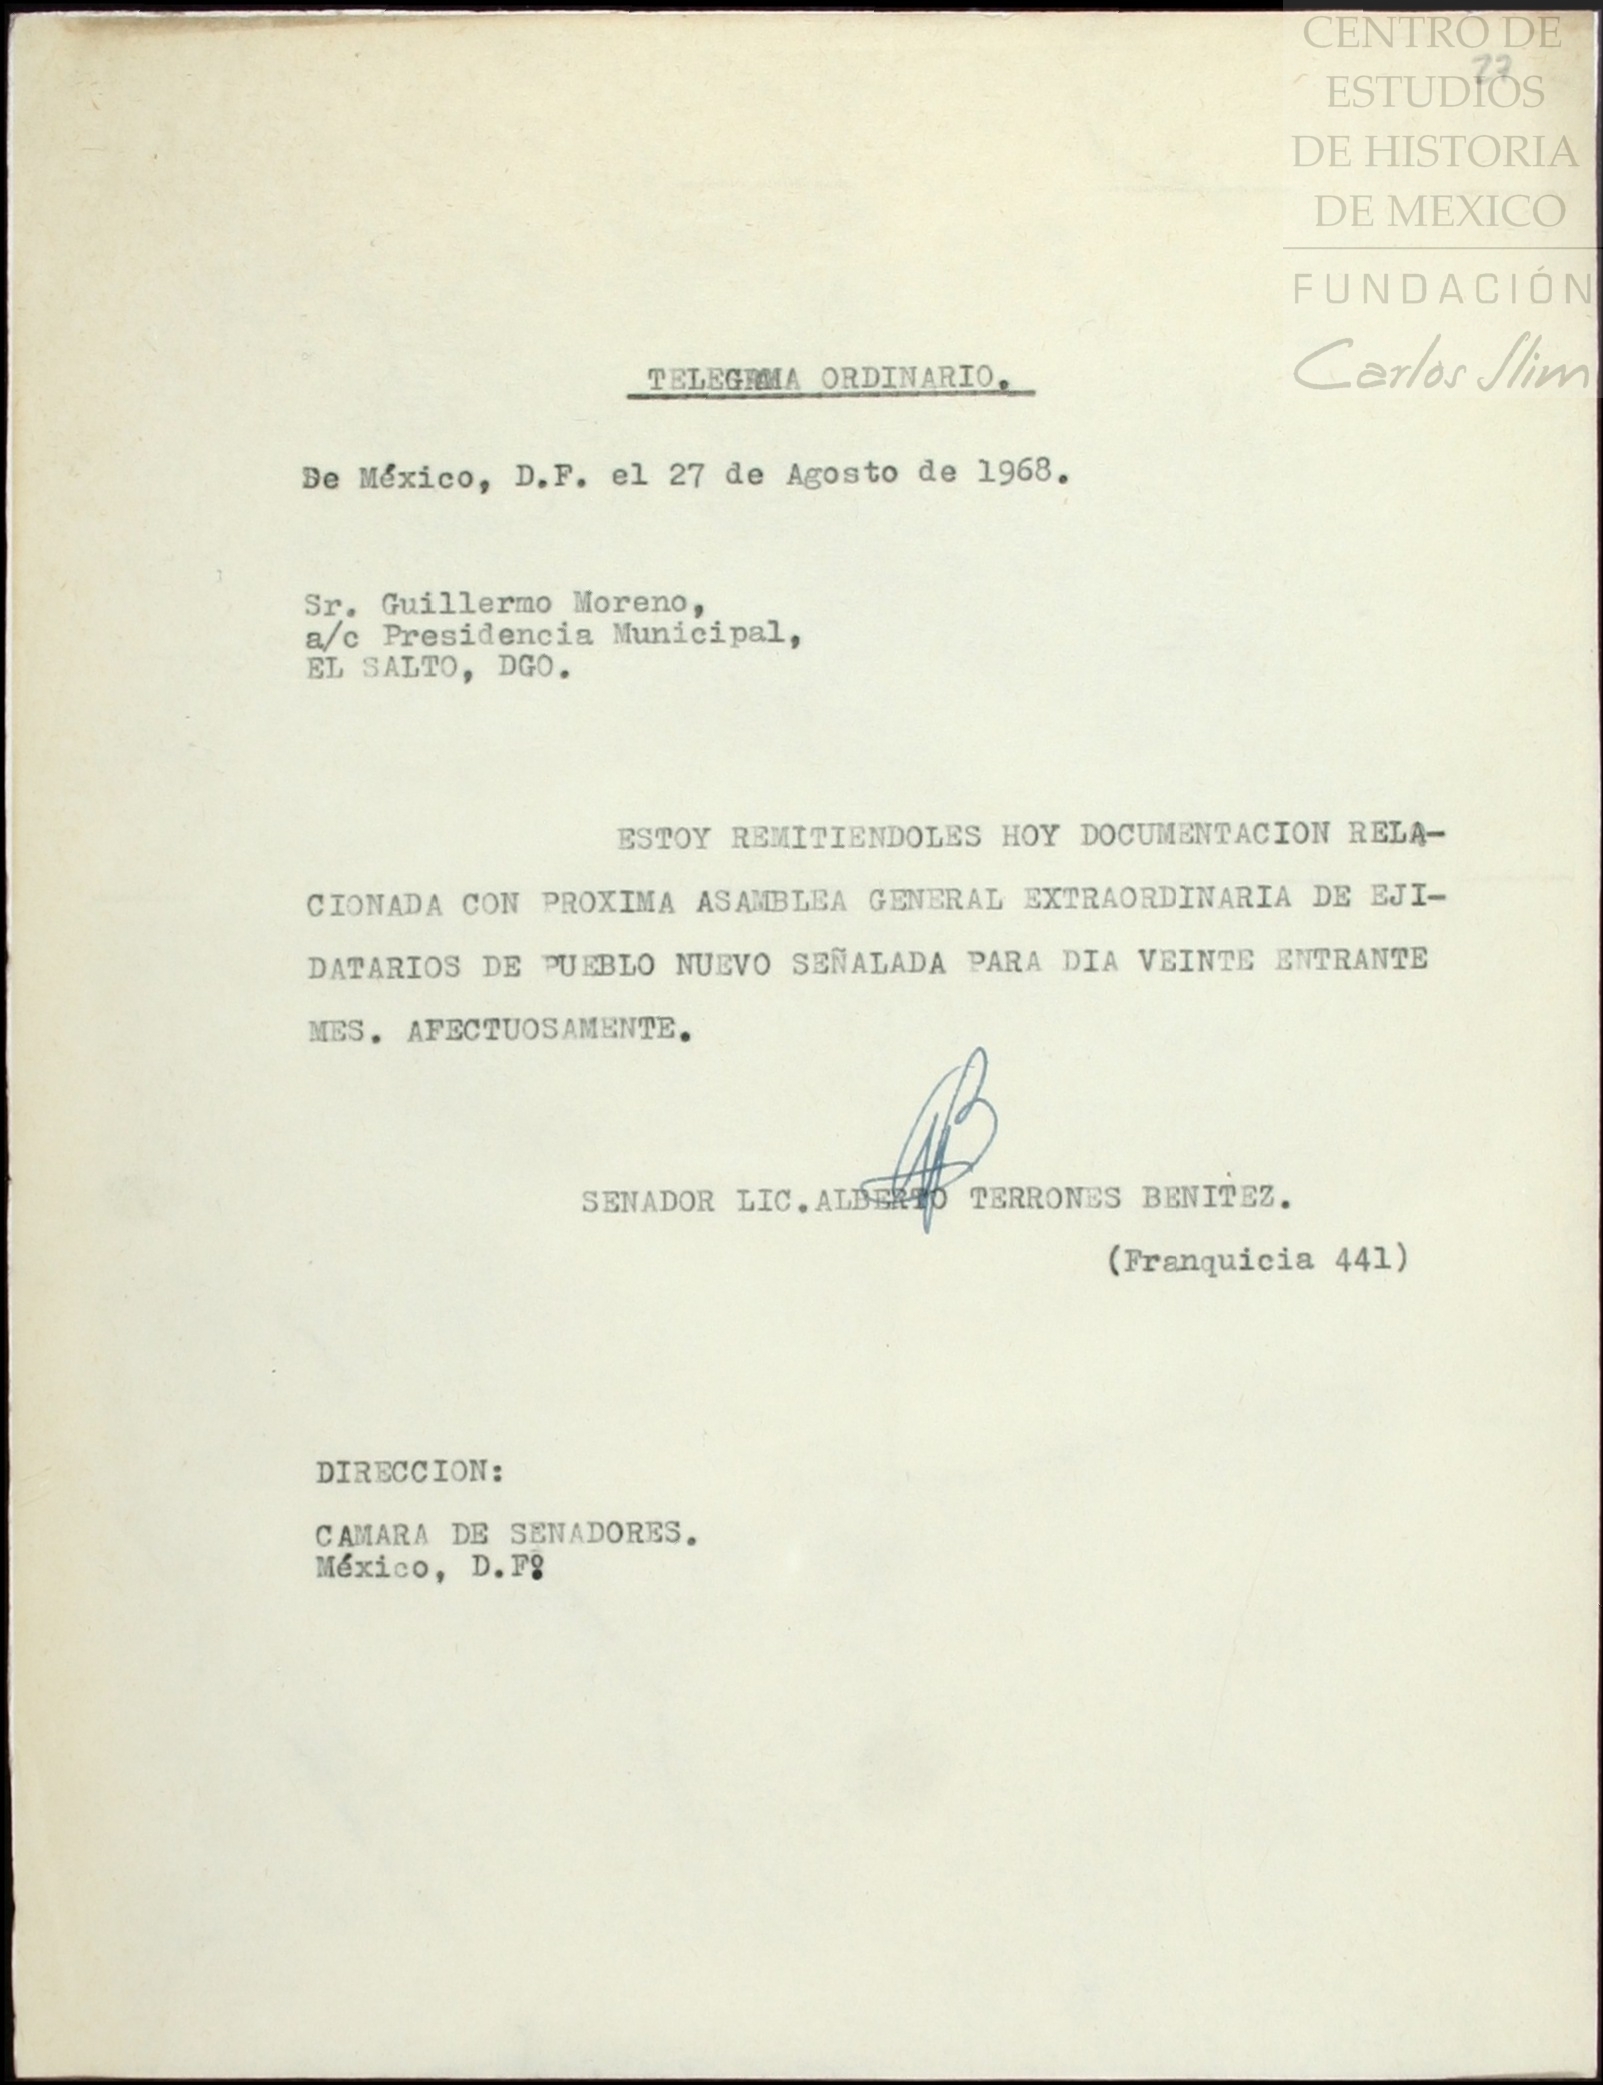 CENTRO DE
ESTUDIOS
DE HISTORIA
DE MEXICO
FUNDACIÓN
Carlos Slim
TELEGRAMA ORDINARIO.
De México, D.F. el 27 de Agosto de 1968.
Sr. Guillermo Moreno,
a/c Presidencia Municipal,
EL SALTO, DGO.
ESTOY REMITIENDOLES HOY DOCUMENTACION RELA-
CIONADA CON PROXIMA ASAMBLEA GENERAL EXTRAORDINARIA DE EJI-
DATARIOS DE PUEBLO NUEVO SEÑALADA PARA DIA VEINTE ENTRANTE
MES. AFECTUOSAMENTE.
SENADOR LIC.ALBERTO TERRONES BENITEZ.
(Franquicia 441)
DIRECCION:
CAMARA DE SENADORES.
México, D.F.